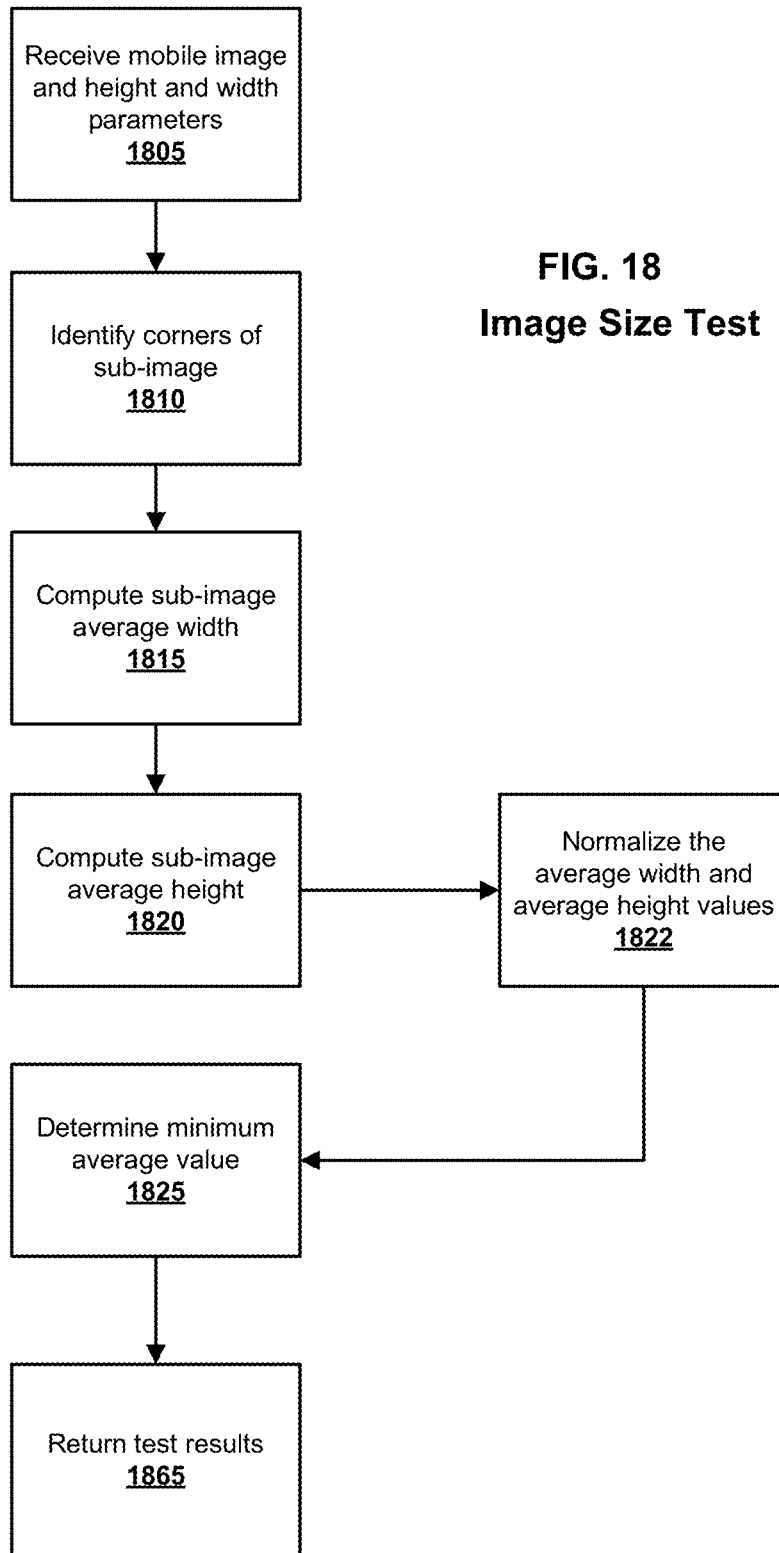 Receive mobile image
and height and width
parameters
1805
FIG. 18
Image Size Test
Identify corners of
sub-image
1810
Compute sub-image
average width
1815
Compute sub-image
average height
1820
Normalize the
average width and
average height values
1822
Determine minimum
average value
1825
Return test results
1865